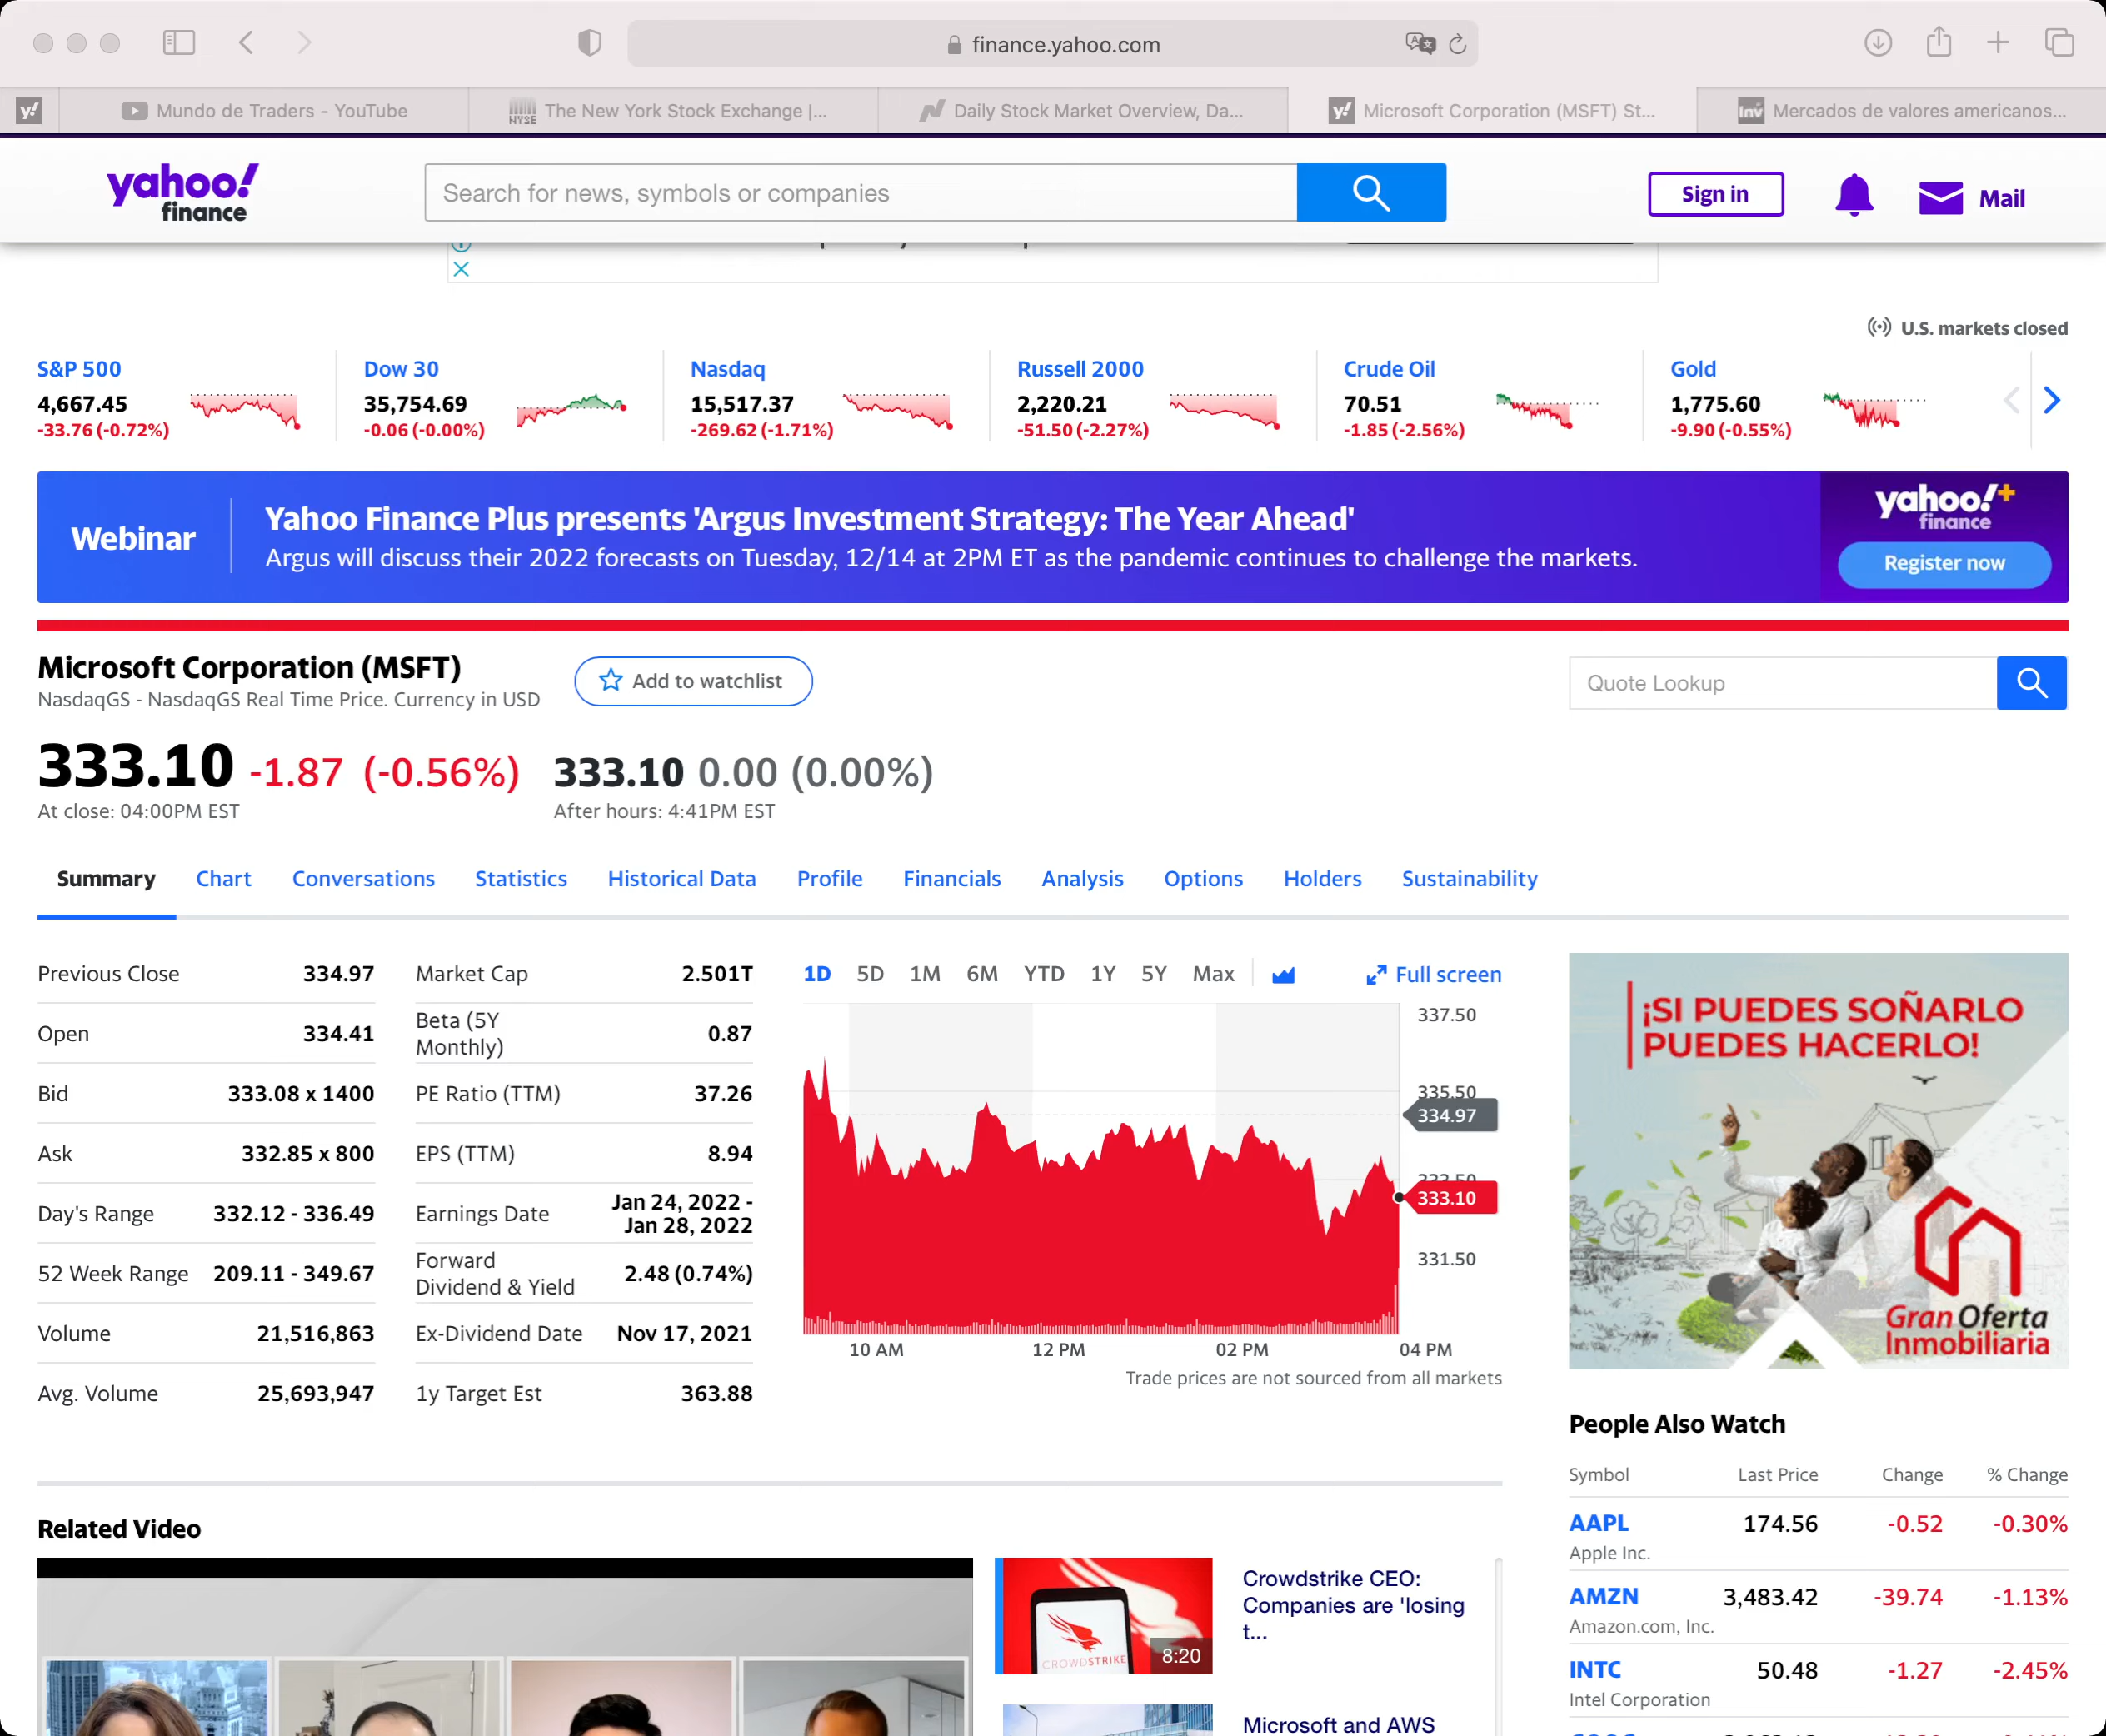 finance.yahoo.com
y!
Mundo de Traders - YouTube
NYSE
The New York Stock Exchange |...
Daily Stock Market Overview, Da...
y!
Microsoft Corporation (MSFT) St...
Inv
Mercados de valores americanos...
yahoo!
finance
Search for news, symbols or companies
Sign in
Mail
U.S. markets closed
S&P 500
4,667.45
-33.76 (-0.72%)
Dow 30
35,754.69
-0.06 (-0.00%)
Nasdaq
15,517.37
-269.62 (-1.71%)
Russell 2000
2,220.21
-51.50 (-2.27%)
Crude Oil
70.51
-1.85 (-2.56%)
Gold
1,775.60
-9.90 (-0.55%)
Webinar
Yahoo Finance Plus presents 'Argus Investment Strategy: The Year Ahead'
Argus will discuss their 2022 forecasts on Tuesday, 12/14 at 2PM ET as the pandemic continues to challenge the markets.
yahoo!+
finance
Register now
Microsoft Corporation (MSFT)
NasdaqGS - NasdaqGS Real Time Price. Currency in USD
Add to watchlist
Quote Lookup
333.10 -1.87 (-0.56%)
At close: 04:00PM EST
333.10 0.00 (0.00%)
After hours: 4:41PM EST
Summary Chart Conversations Statistics Historical Data Profile Financials Analysis Options Holders Sustainability
Previous Close 334.97
Open 334.41
Bid 333.08 x 1400
Ask 332.85 x 800
Day's Range 332.12 - 336.49
52 Week Range 209.11 - 349.67
Volume 21,516,863
Avg. Volume 25,693,947
Market Cap 2.501T
Beta (5Y
Monthly) 0.87
PE Ratio (TTM) 37.26
EPS (TTM) 8.94
Earnings Date Jan 24, 2022 -
Jan 28, 2022
Forward
Dividend & Yield 2.48 (0.74%)
Ex-Dividend Date Nov 17, 2021
1y Target Est 363.88
1D 5D 1M 6M YTD 1Y 5Y Max
Full screen
337.50
335.50
334.97
333.50
333.10
331.50
10 AM 12 PM 02 PM 04 PM
Trade prices are not sourced from all markets
¡SI PUEDES SOÑARLO
PUEDES HACERLO!
Gran Oferta
Inmobiliaria
People Also Watch
Symbol Last Price Change % Change
AAPL 174.56 -0.52 -0.30%
Apple Inc.
AMZN 3,483.42 -39.74 -1.13%
Amazon.com, Inc.
INTC 50.48 -1.27 -2.45%
Intel Corporation
Related Video
CROWDSTRIKE
8:20
Crowdstrike CEO:
Companies are 'losing
t...
Microsoft and AWS